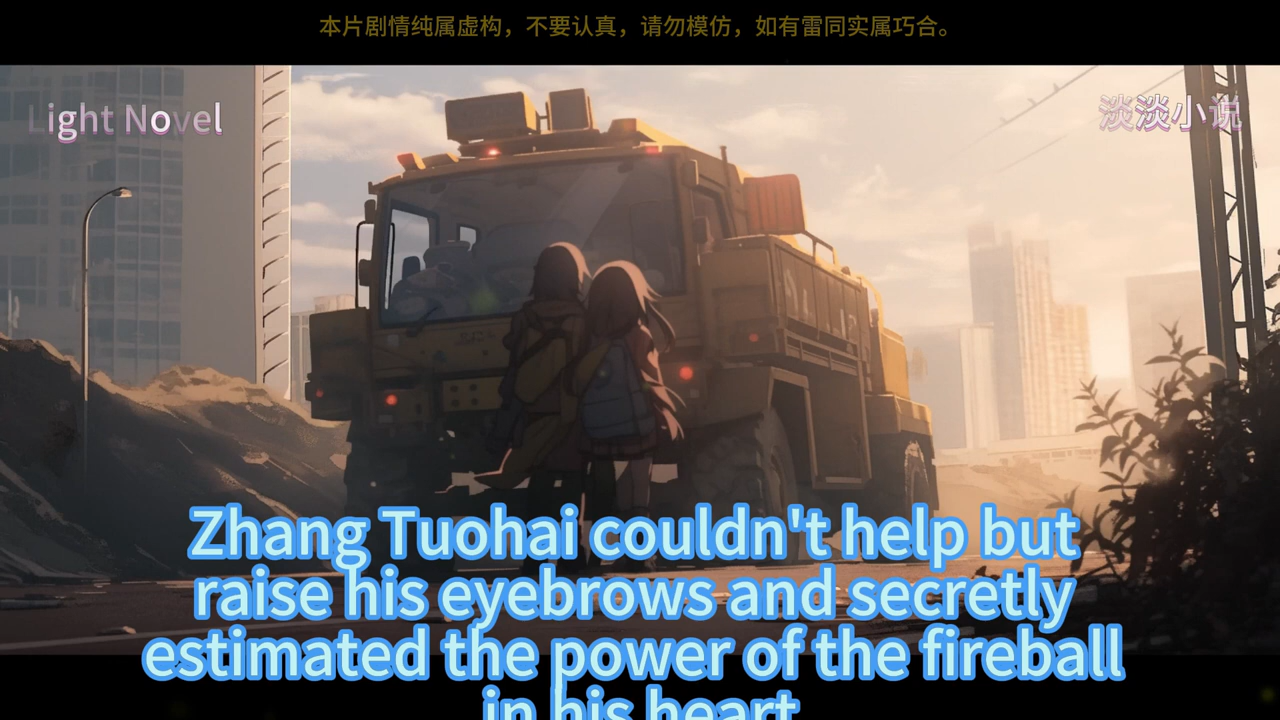 本片剧情纯属虚构，不要认真，请勿模仿，如有雷同实属巧合。
Light Novel
淡淡小说
Zhang Tuohai couldn't help but
raise his eyebrows and secretly
estimated the power of the fireball
in his heart